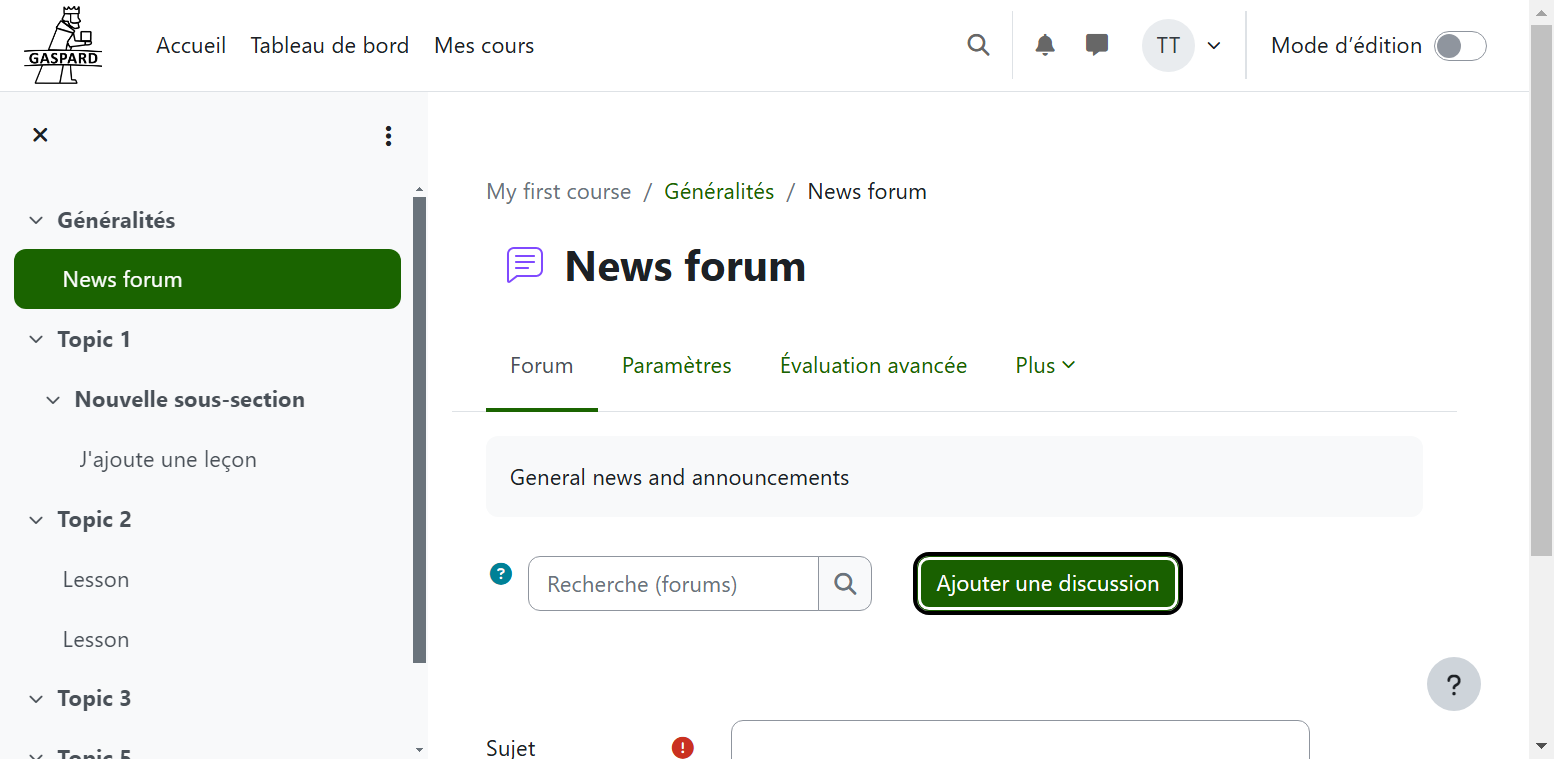 GASPARD
Accueil Tableau de bord Mes cours
TT
Mode d’édition
Généralités
News forum
Topic 1
Nouvelle sous-section
J'ajoute une leçon
Topic 2
Lesson
Lesson
Topic 3
Topic 5
My first course / Généralités / News forum
News forum
Forum Paramètres Évaluation avancée Plus
General news and announcements
? Recherche (forums) Ajouter une discussion
?
Sujet !